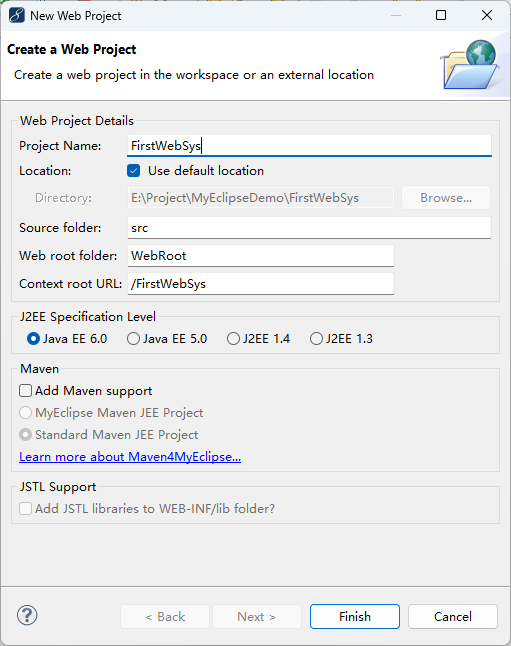 New Web Project
Create a Web Project
Create a web project in the workspace or an external location
Web Project Details
Project Name: FirstWebSys
Location: Use default location
Directory: E:\Project\MyEclipseDemo\FirstWebSys Browse...
Source folder: src
Web root folder: WebRoot
Context root URL: /FirstWebSys
J2EE Specification Level
Java EE 6.0 Java EE 5.0 J2EE 1.4 J2EE 1.3
Maven
Add Maven support
MyEclipse Maven JEE Project
Standard Maven JEE Project
Learn more about Maven4MyEclipse...
JSTL Support
Add JSTL libraries to WEB-INF/lib folder?
? < Back Next > Finish Cancel